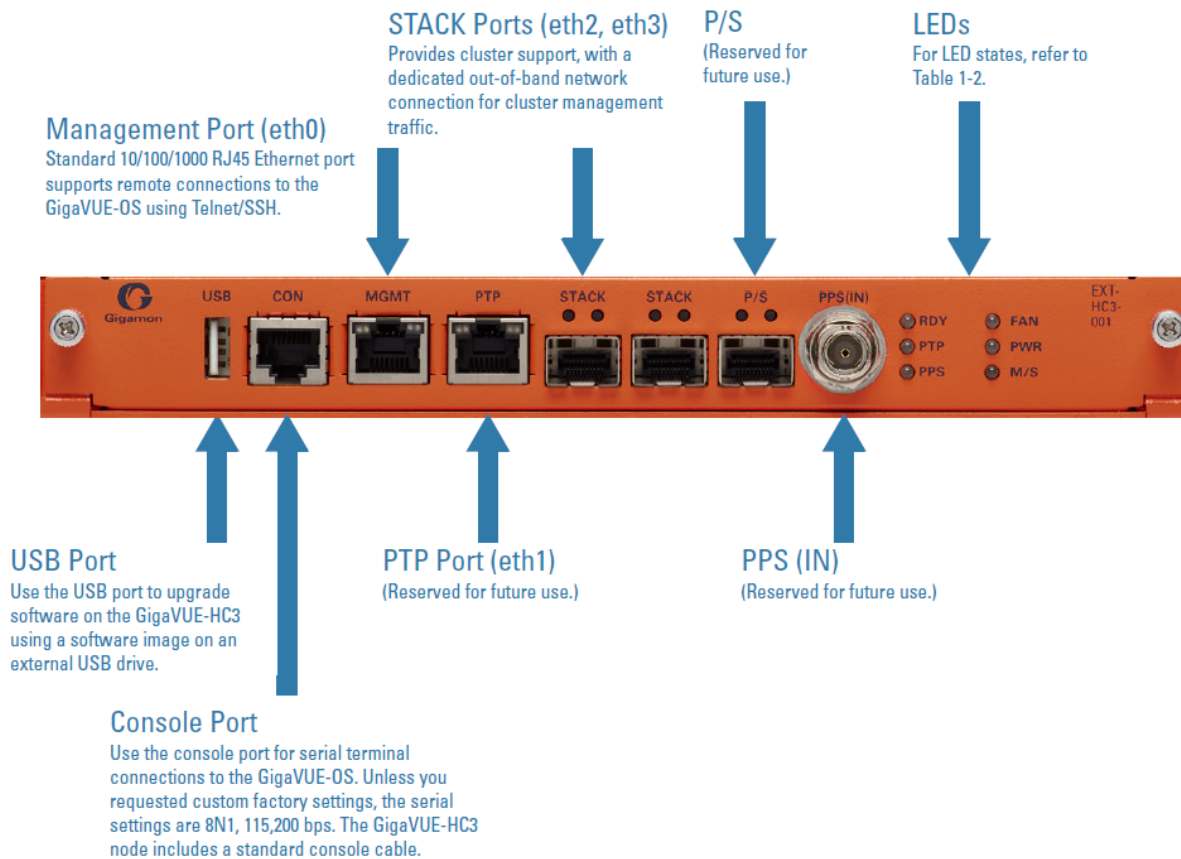 STACK Ports (eth2, eth3)
Provides cluster support, with a
dedicated out-of-band network
connection for cluster management
traffic.
P/S
(Reserved for
future use.)
LEDs
For LED states, refer to
Table 1-2.
Management Port (eth0)
Standard 10/100/1000 RJ45 Ethernet port
supports remote connections to the
GigaVUE-OS using Telnet/SSH.
Gigamon
USB
CON
MGMT
PTP
STACK
STACK
P/S
PPS(IN)
RDY
PTP
PPS
FAN
PWR
M/S
EXT-
HC3-
001
USB Port
Use the USB port to upgrade
software on the GigaVUE-HC3
using a software image on an
external USB drive.
PTP Port (eth1)
(Reserved for future use.)
PPS (IN)
(Reserved for future use.)
Console Port
Use the console port for serial terminal
connections to the GigaVUE-OS. Unless you
requested custom factory settings, the serial
settings are 8N1, 115,200 bps. The GigaVUE-HC3
node includes a standard console cable.